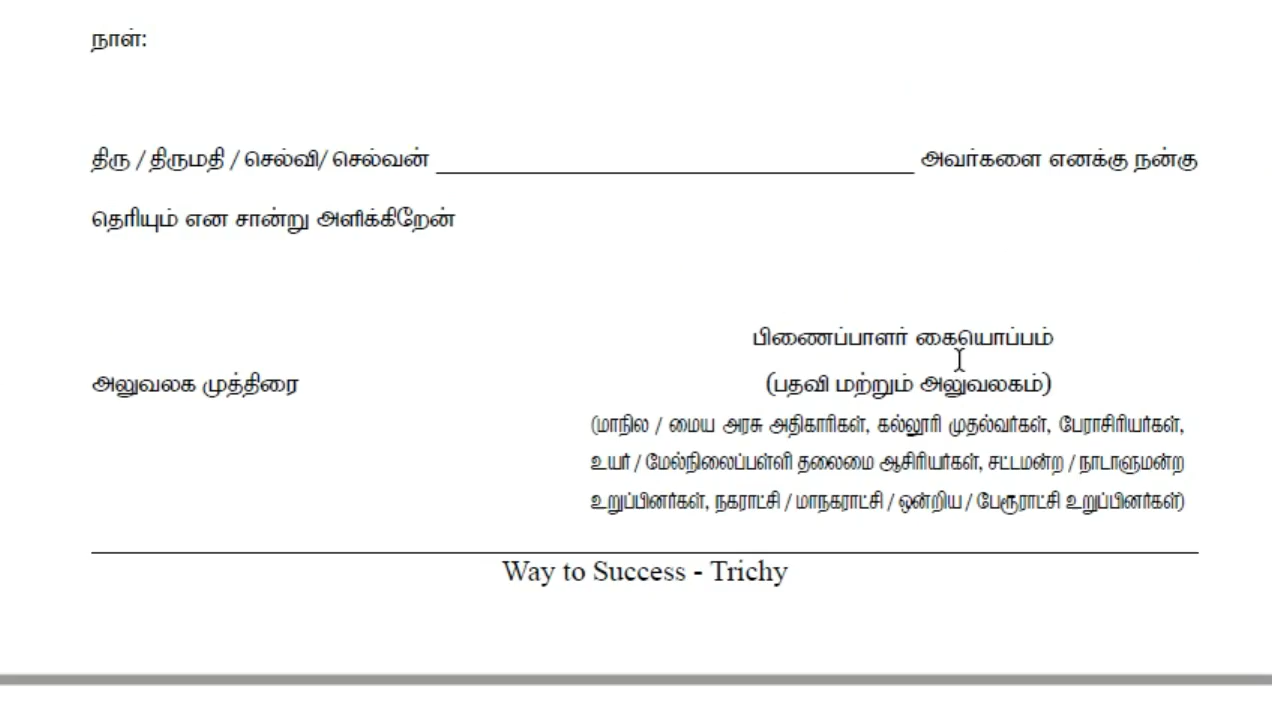 நாள்:
திரு / திருமதி / செல்வி/ செல்வன் ______________________________ அவர்களை எனக்கு நன்கு
தெரியும் என சான்று அளிக்கிறேன்
பிணைப்பாளர் கையொப்பம்
அலுவலக முத்திரை (பதவி மற்றும் அலுவலகம்)
(மாநில / மைய அரசு அதிகாரிகள், கல்லூரி முதல்வர்கள், பேராசிரியர்கள்,
உயர் / மேல்நிலைப்பள்ளி தலைமை ஆசிரியர்கள், சட்டமன்ற / நாடாளுமன்ற
உறுப்பினர்கள், நகராட்சி / மாநகராட்சி / ஒன்றிய / பேரூராட்சி உறுப்பினர்கள்)
Way to Success - Trichy